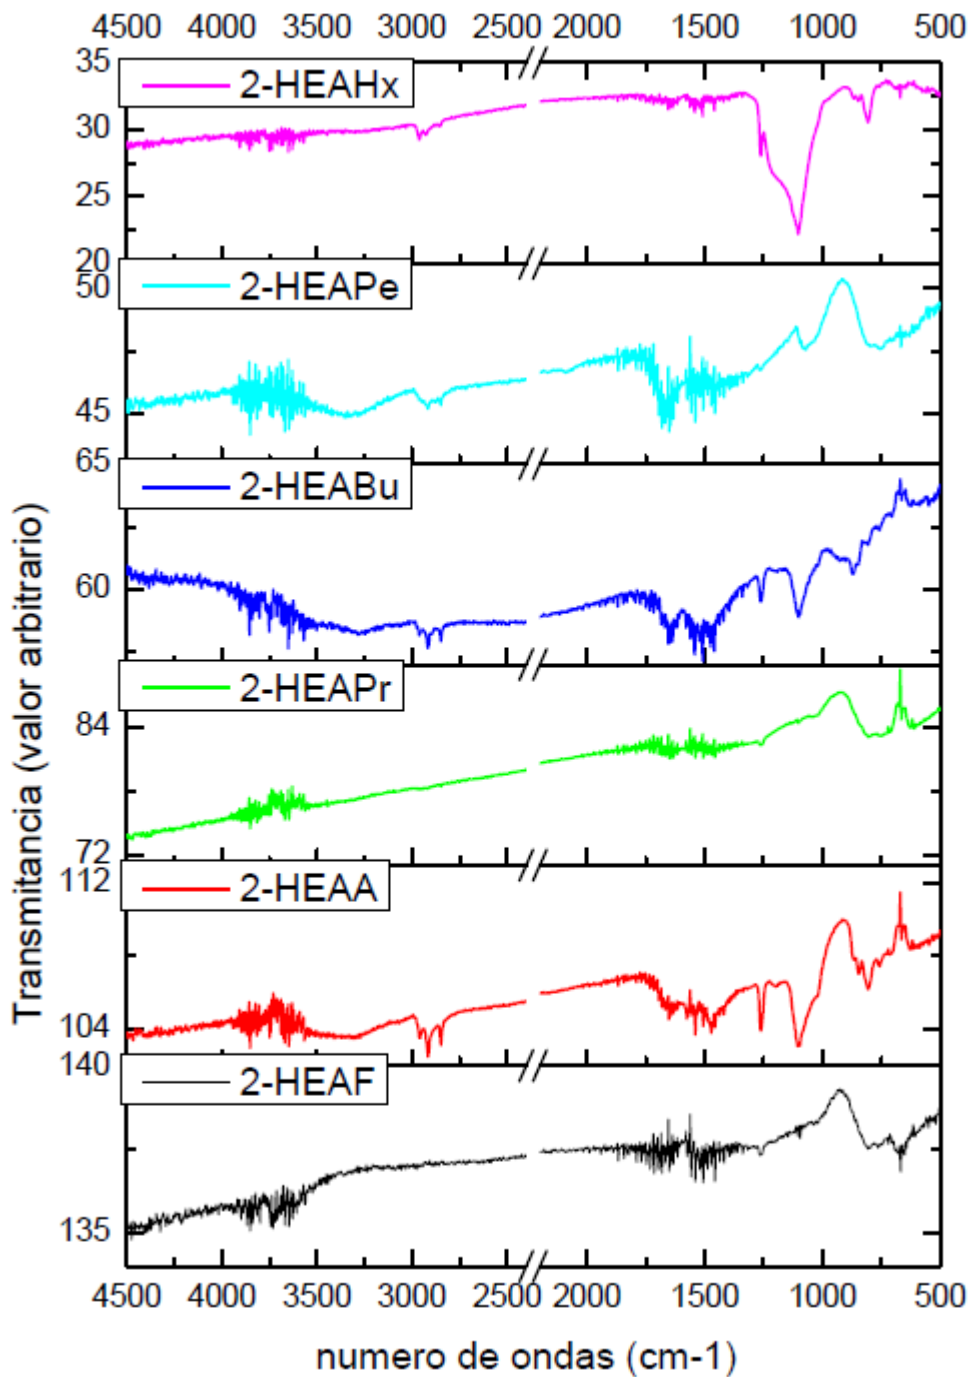 4500 4000 3500 3000 2500 2000 1500 1000 500
35
2-HEAHx
30
25
20
2-HEAPe
50
45
65
2-HEABu
60
2-HEAPr
84
72
112
2-HEAA
104
140
2-HEAF
135
4500 4000 3500 3000 2500 2000 1500 1000 500
numero de ondas (cm-1)
Transmitancia (valor arbitrario)